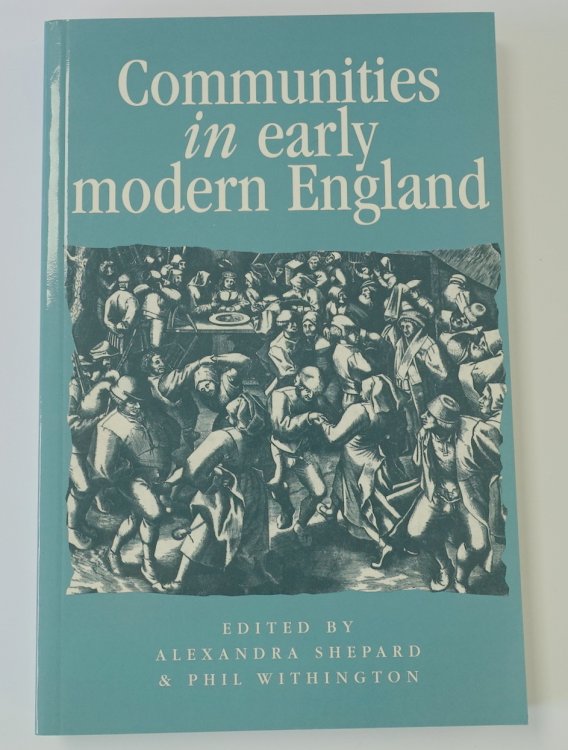 Communities
in early
modern England
EDITED BY
ALEXANDRA SHEPARD
& PHIL WITHINGTON